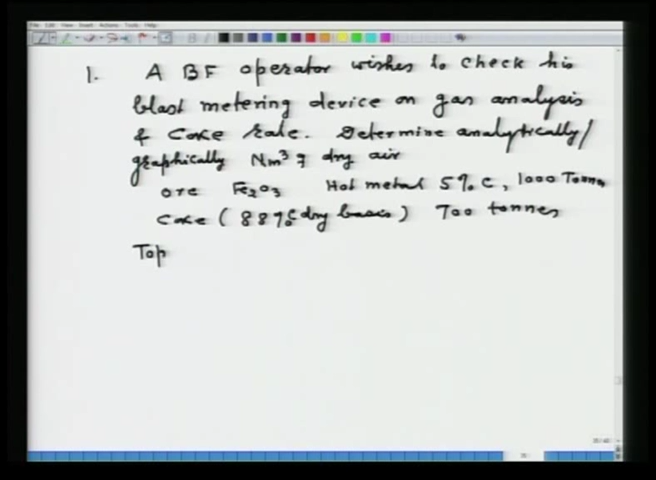 1. A BF operator wishes to check his
blast metering device on gas analysis
& Coke rate. Determine analytically/
graphically Nm³ of dry air
ore Fe₂O₃ Hot metal 5% C, 1000 Tonnes
Coke (88% C dry basis) 700 tonnes
Top